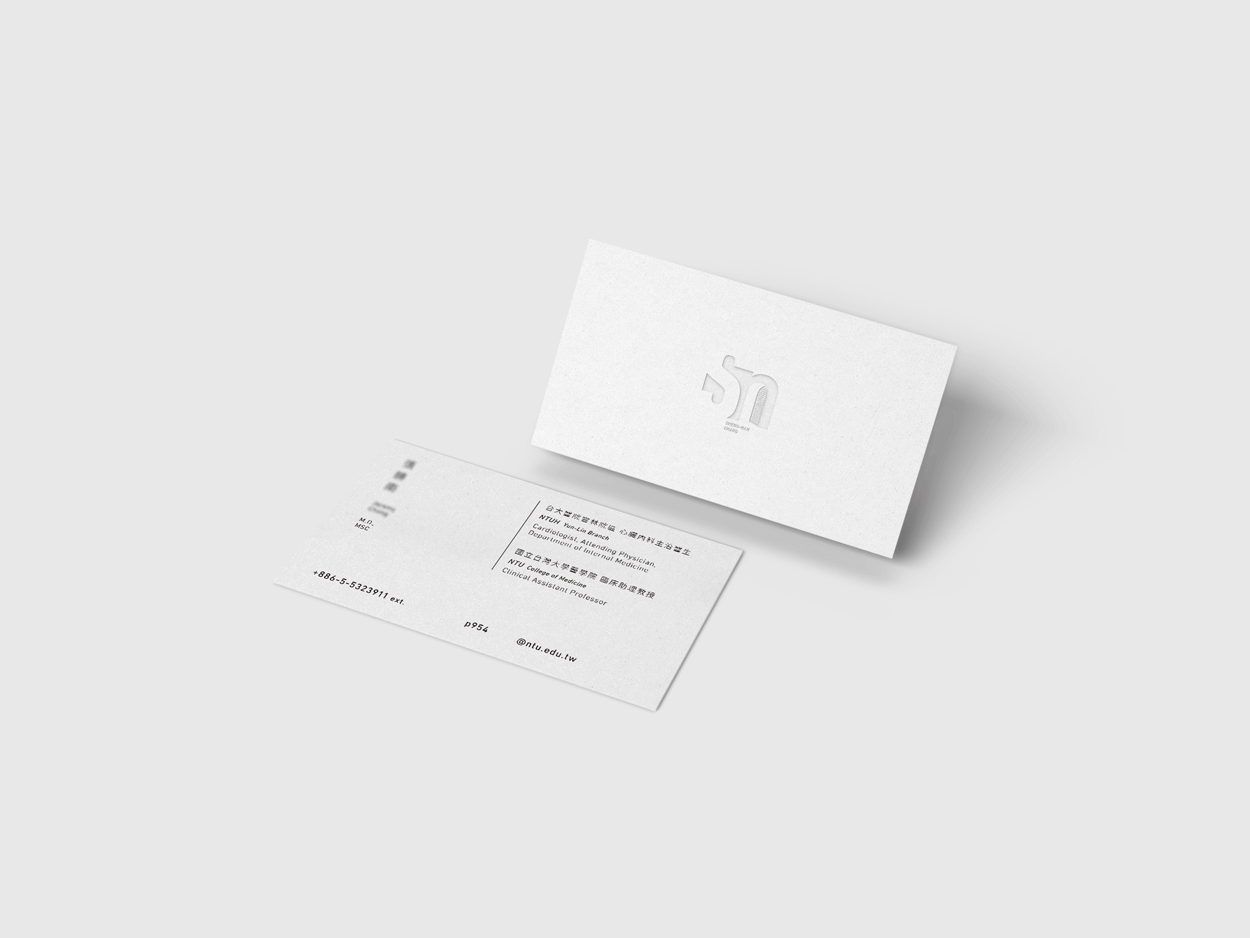 M.D.,
MSC
台大醫院雲林院區 心臟內科主治醫生
NTUH Yun-Lin Branch
Cardiologist, Attending Physician,
Department of Internal Medicine
國立台灣大學醫學院 臨床助理教授
NTU College of Medicine
Clinical Assistant Professor
+886-5-5323911 ext.
p954
@ntu.edu.tw